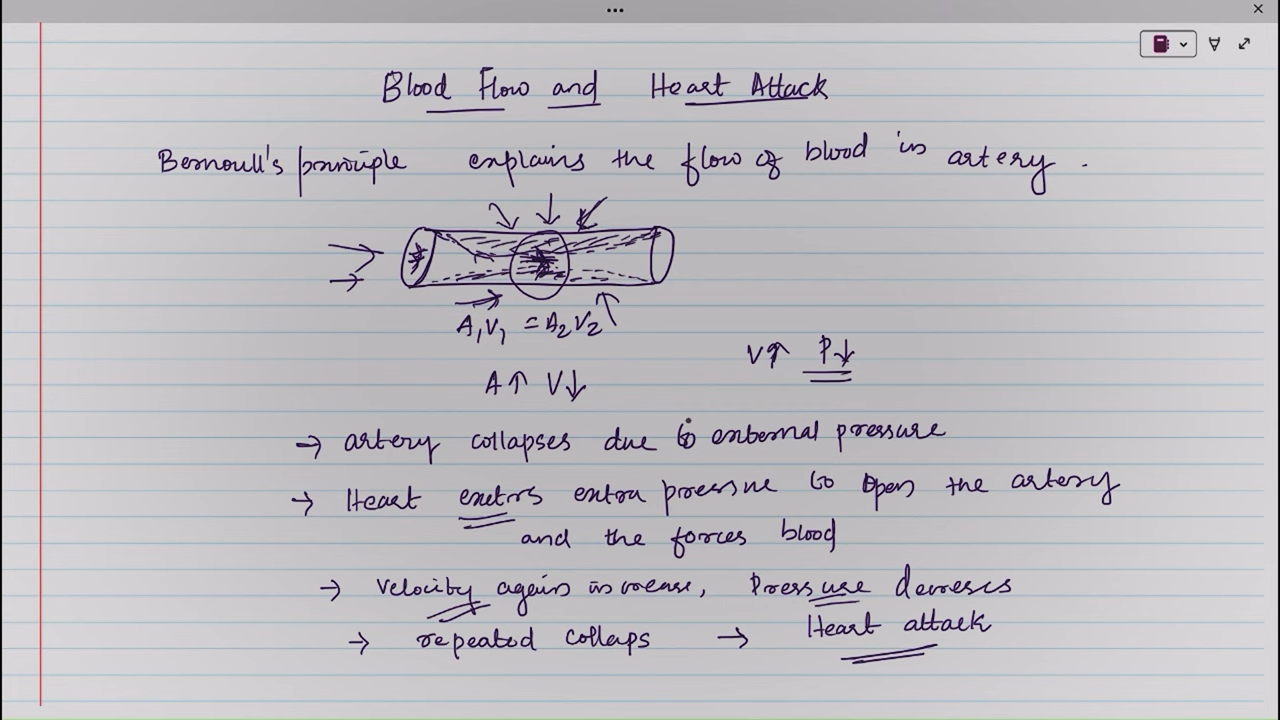 Blood Flow and Heart Attack
Bernoull's principle explains the flow of blood in artery .
A₁V₁ = A₂V₂
V↑ P↓
A↑ V↓
→ artery collapses due to external pressure
→ Heart exerts extra pressure to open the artery
and the forces blood
→ Velocity again increase, Pressure decreses
→ repeated collaps → Heart attack